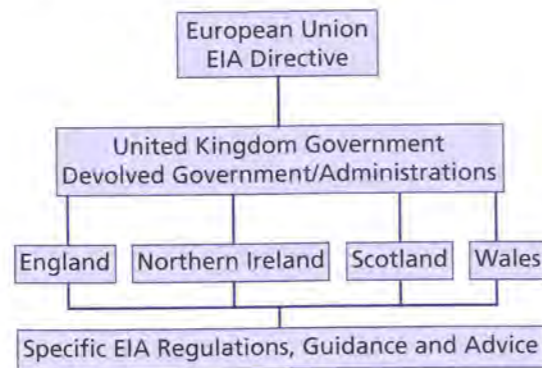 European Union
EIA Directive
United Kingdom Government
Devolved Government/Administrations
England
Northern Ireland
Scotland
Wales
Specific EIA Regulations, Guidance and Advice